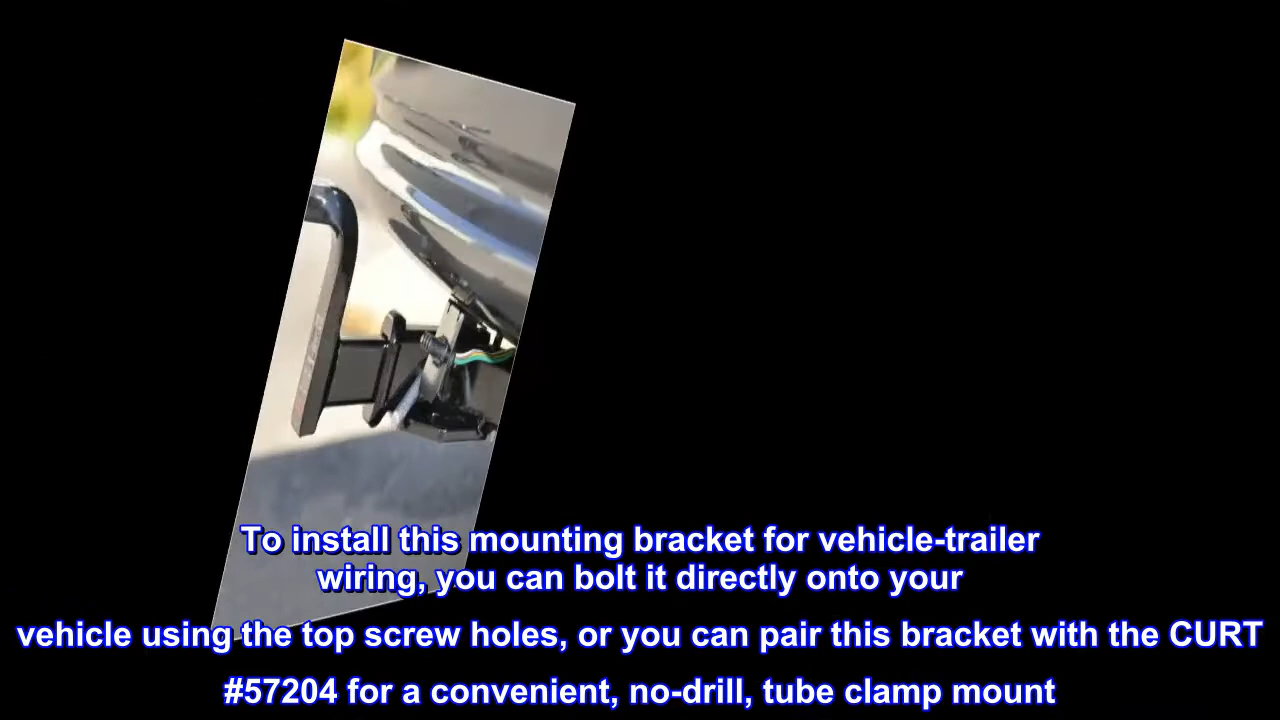 To install this mounting bracket for vehicle-trailer
wiring, you can bolt it directly onto your
vehicle using the top screw holes, or you can pair this bracket with the CURT
#57204 for a convenient, no-drill, tube clamp mount